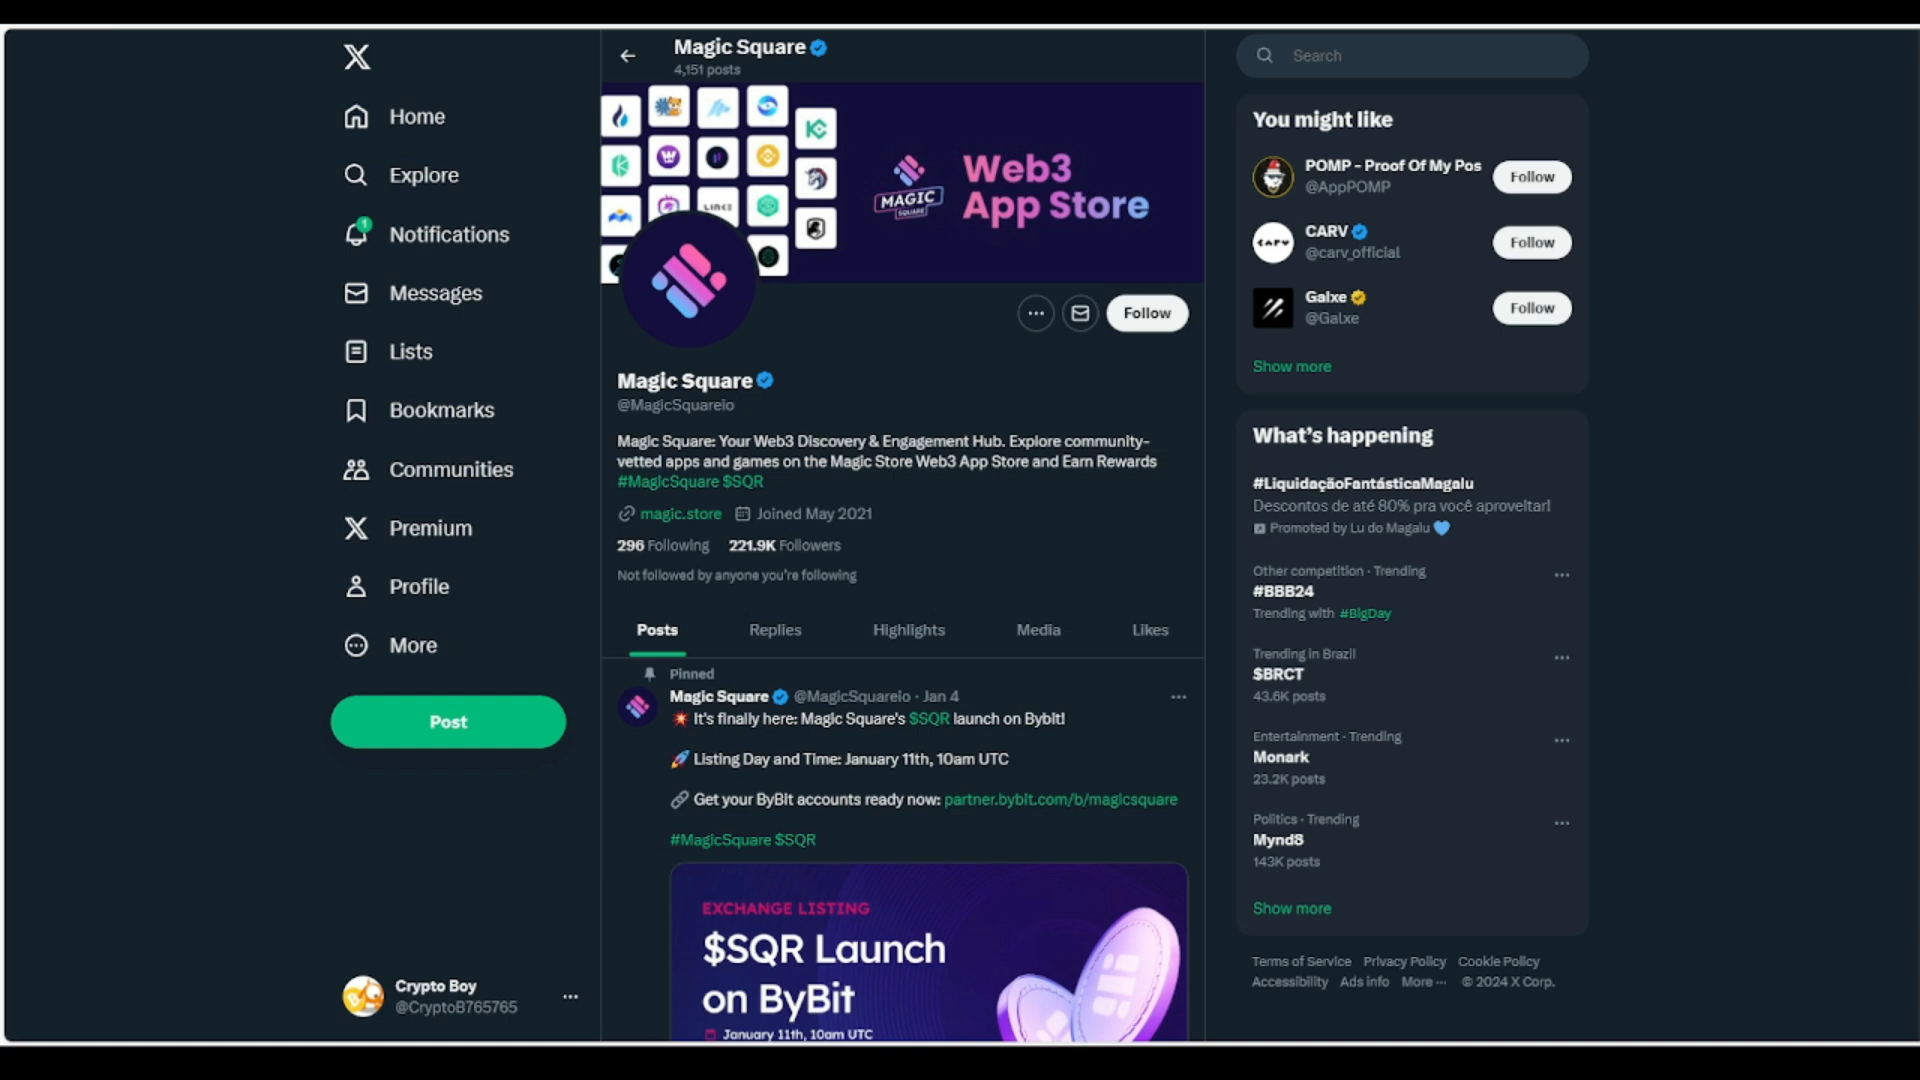 Home
Explore
1
Notifications
Messages
Lists
Bookmarks
Communities
Premium
Profile
More
Post
Crypto Boy
@CryptoB765765
Magic Square
4,151 posts
LINK3
MAGIC
SQUARE
Web3
App Store
Follow
Magic Square
@MagicSquareio
Magic Square: Your Web3 Discovery & Engagement Hub. Explore community-
vetted apps and games on the Magic Store Web3 App Store and Earn Rewards
#MagicSquare $SQR
magic.store Joined May 2021
296 Following 221.9K Followers
Not followed by anyone you're following
Posts Replies Highlights Media Likes
Pinned
Magic Square @MagicSquareio · Jan 4
💥 It's finally here: Magic Square's $SQR launch on Bybit!
🚀 Listing Day and Time: January 11th, 10am UTC
🔗 Get your ByBit accounts ready now: partner.bybit.com/b/magicsquare
#MagicSquare $SQR
EXCHANGE LISTING
$SQR Launch
on ByBit
January 11th, 10am UTC
Search
You might like
POMP - Proof Of My Pos
@AppPOMP
Follow
CARV
@carv_official
Follow
CARV
Galxe
@Galxe
Follow
Show more
What's happening
#LiquidaçãoFantásticaMagalu
Descontos de até 80% pra você aproveitar!
Promoted by Lu do Magalu 💙
Other competition · Trending
#BBB24
Trending with #BigDay
Trending in Brazil
$BRCT
43.6K posts
Entertainment · Trending
Monark
23.2K posts
Politics · Trending
Mynd8
143K posts
Show more
Terms of Service Privacy Policy Cookie Policy
Accessibility Ads info More ··· © 2024 X Corp.